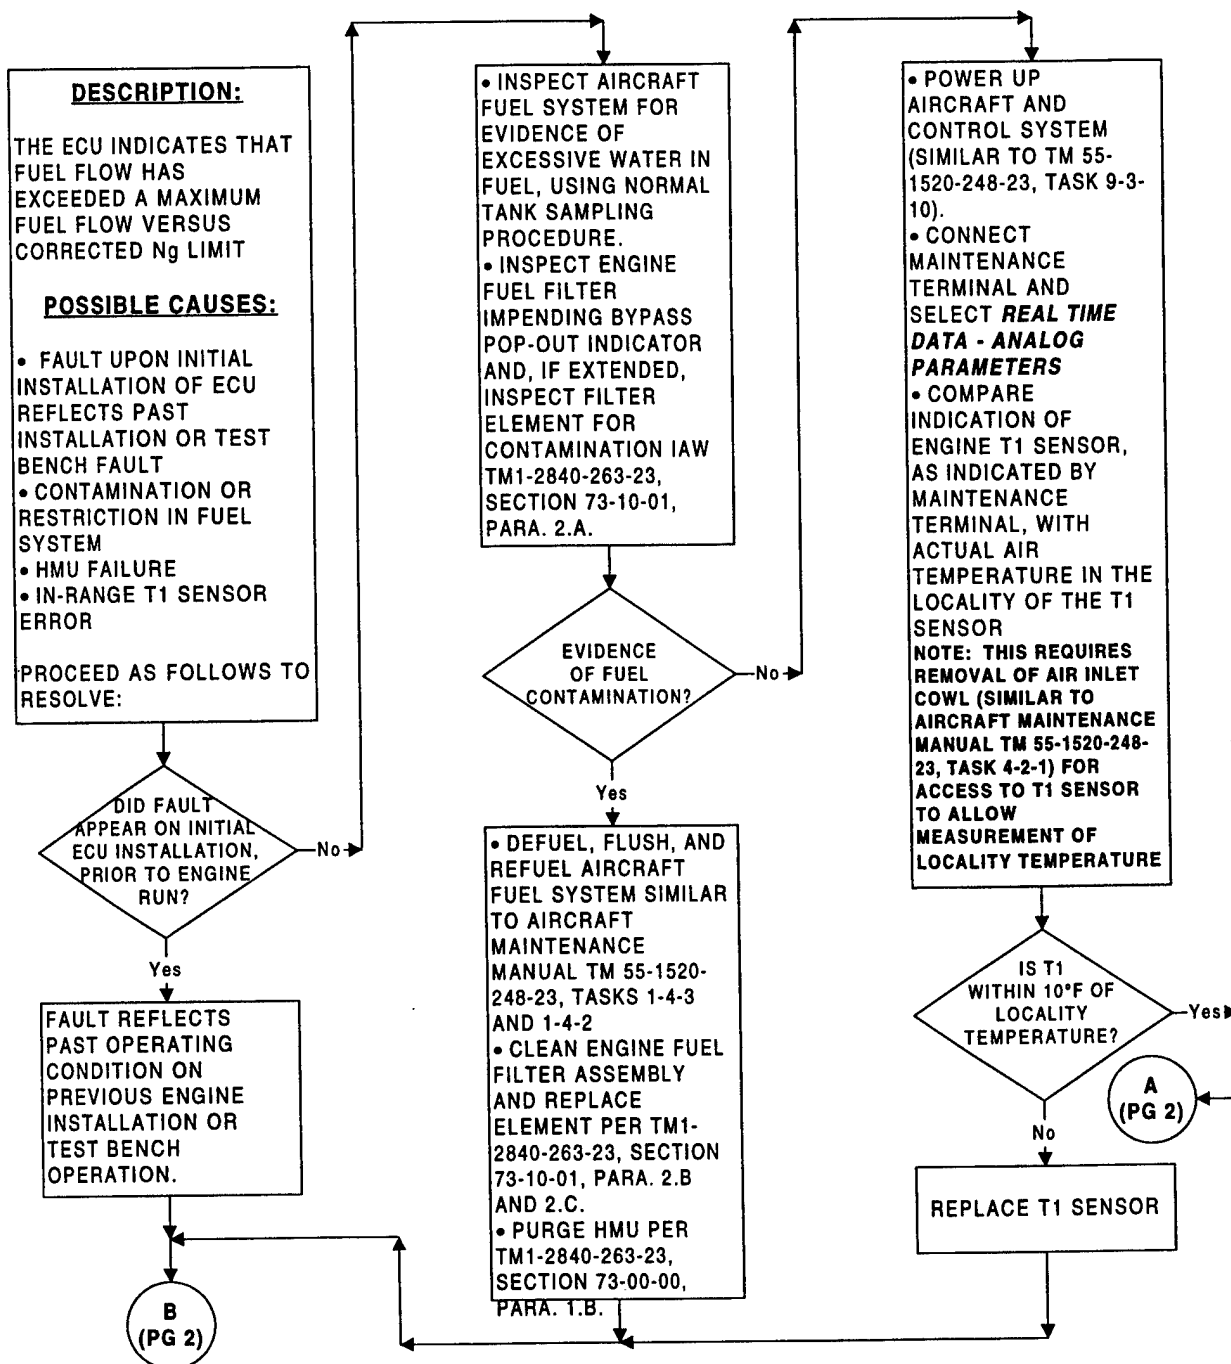 DESCRIPTION:
THE ECU INDICATES THAT
FUEL FLOW HAS
EXCEEDED A MAXIMUM
FUEL FLOW VERSUS
CORRECTED Ng LIMIT
POSSIBLE CAUSES:
• FAULT UPON INITIAL
INSTALLATION OF ECU
REFLECTS PAST
INSTALLATION OR TEST
BENCH FAULT
• CONTAMINATION OR
RESTRICTION IN FUEL
SYSTEM
• HMU FAILURE
• IN-RANGE T1 SENSOR
ERROR
PROCEED AS FOLLOWS TO
RESOLVE:
DID FAULT
APPEAR ON INITIAL
ECU INSTALLATION,
PRIOR TO ENGINE
RUN?
No
Yes
FAULT REFLECTS
PAST OPERATING
CONDITION ON
PREVIOUS ENGINE
INSTALLATION OR
TEST BENCH
OPERATION.
B
(PG 2)
• INSPECT AIRCRAFT
FUEL SYSTEM FOR
EVIDENCE OF
EXCESSIVE WATER IN
FUEL, USING NORMAL
TANK SAMPLING
PROCEDURE.
• INSPECT ENGINE
FUEL FILTER
IMPENDING BYPASS
POP-OUT INDICATOR
AND, IF EXTENDED,
INSPECT FILTER
ELEMENT FOR
CONTAMINATION IAW
TM1-2840-263-23,
SECTION 73-10-01,
PARA. 2.A.
EVIDENCE
OF FUEL
CONTAMINATION?
No
Yes
• DEFUEL, FLUSH, AND
REFUEL AIRCRAFT
FUEL SYSTEM SIMILAR
TO AIRCRAFT
MAINTENANCE
MANUAL TM 55-1520-
248-23, TASKS 1-4-3
AND 1-4-2
• CLEAN ENGINE FUEL
FILTER ASSEMBLY
AND REPLACE
ELEMENT PER TM1-
2840-263-23, SECTION
73-10-01, PARA. 2.B
AND 2.C.
• PURGE HMU PER
TM1-2840-263-23,
SECTION 73-00-00,
PARA. 1.B.
• POWER UP
AIRCRAFT AND
CONTROL SYSTEM
(SIMILAR TO TM 55-
1520-248-23, TASK 9-3-
10).
• CONNECT
MAINTENANCE
TERMINAL AND
SELECT REAL TIME
DATA - ANALOG
PARAMETERS
• COMPARE
INDICATION OF
ENGINE T1 SENSOR,
AS INDICATED BY
MAINTENANCE
TERMINAL, WITH
ACTUAL AIR
TEMPERATURE IN THE
LOCALITY OF THE T1
SENSOR
NOTE: THIS REQUIRES
REMOVAL OF AIR INLET
COWL (SIMILAR TO
AIRCRAFT MAINTENANCE
MANUAL TM 55-1520-248-
23, TASK 4-2-1) FOR
ACCESS TO T1 SENSOR
TO ALLOW
MEASUREMENT OF
LOCALITY TEMPERATURE
IS T1
WITHIN 10°F OF
LOCALITY
TEMPERATURE?
Yes
A
(PG 2)
No
REPLACE T1 SENSOR